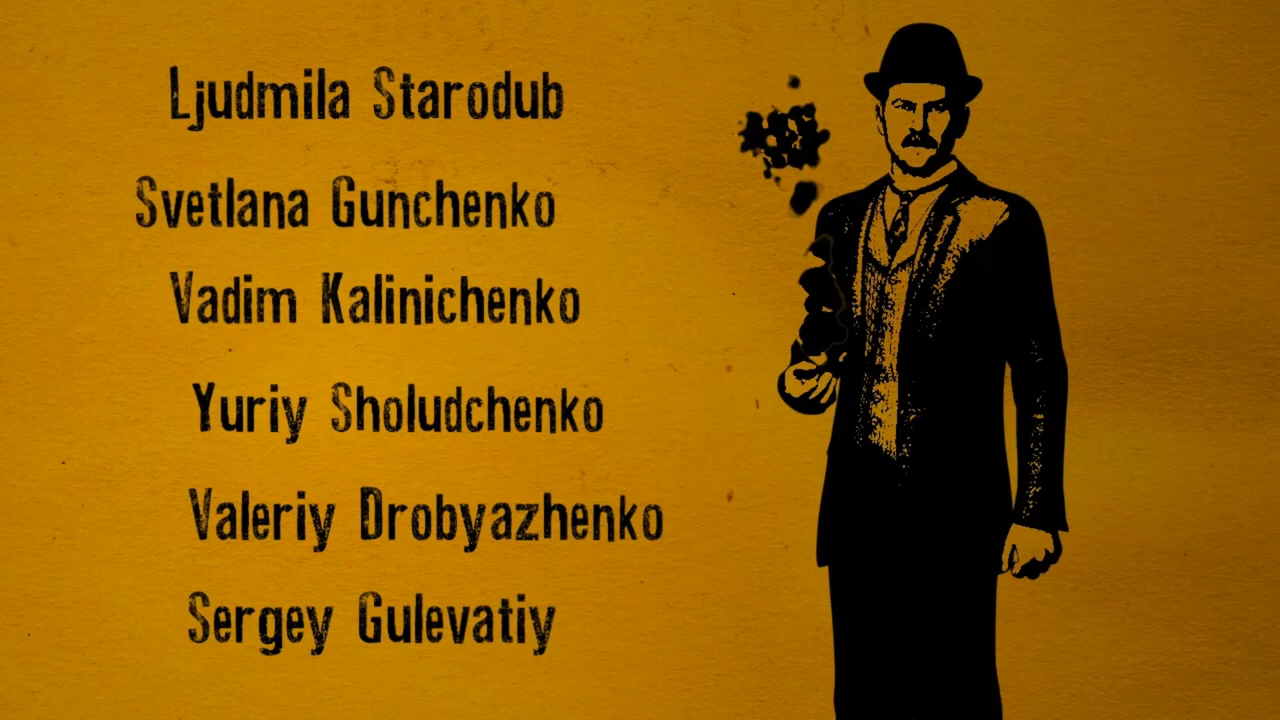 Ljudmila Starodub
Svetlana Gunchenko
Vadim Kalinichenko
Yuriy Sholudchenko
Valeriy Drobyazhenko
Sergey Gulevatiy